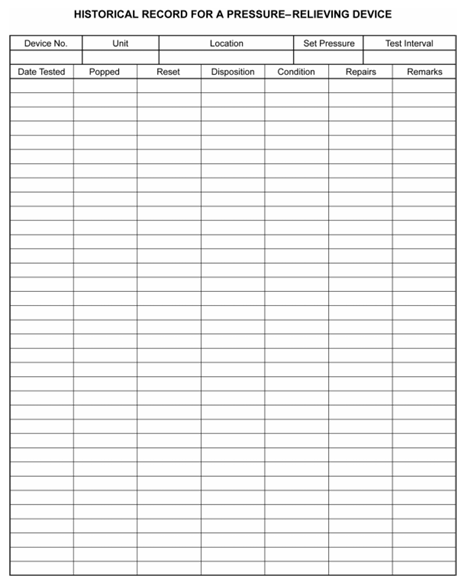 HISTORICAL RECORD FOR A PRESSURE–RELIEVING DEVICE
Device No. Unit Location Set Pressure Test Interval
Date Tested Popped Reset Disposition Condition Repairs Remarks